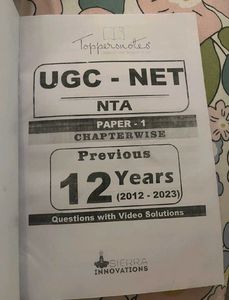 Toppersnotes
UGC - NET
NTA
PAPER - 1
CHAPTERWISE
Previous
12 Years
(2012 - 2023)
Questions with Video Solutions
SIERRA
INNOVATIONS